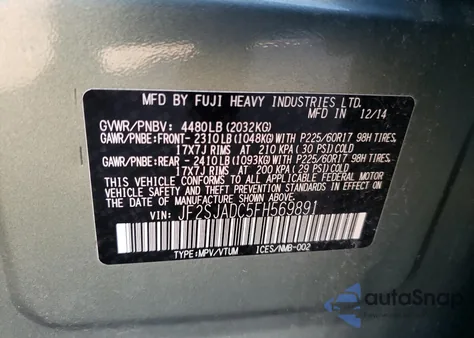 MFD BY FUJI HEAVY INDUSTRIES LTD.
MFD IN 12/14
GVWR/PNBV: 4480LB (2032KG)
GAWR/PNBE:FRONT-2310LB(1048KG)WITH P225/60R17 98H TIRES,
17X7J RIMS AT 210 KPA (30 PSI) COLD
GAWR/PNBE:REAR -2410LB(1093KG)WITH P225/60R17 98H TIRES,
17X7J RIMS AT 200 KPA (29 PSI) COLD
THIS VEHICLE CONFORMS TO ALL APPLICABLE FEDERAL MOTOR
VEHICLE SAFETY AND THEFT PREVENTION STANDARDS
IN EFFECT ON THE DATE OF MANUFACTURE SHOWN ABOVE.
VIN: JF2SJADC5FH569891
TYPE:MPV/VTUM ICES/NMB-002
autoSnap